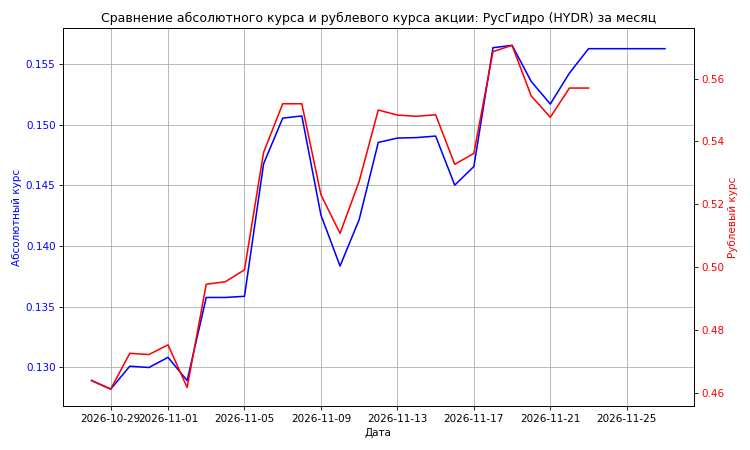 Сравнение абсолютного курса и рублевого курса акции: РусГидро (HYDR) за месяц
0.155
0.150
0.145
0.140
0.135
0.130
Абсолютный курс
0.56
0.54
0.52
0.50
0.48
0.46
Рублевый курс
2026-10-29 2026-11-01 2026-11-05 2026-11-09 2026-11-13 2026-11-17 2026-11-21 2026-11-25
Дата